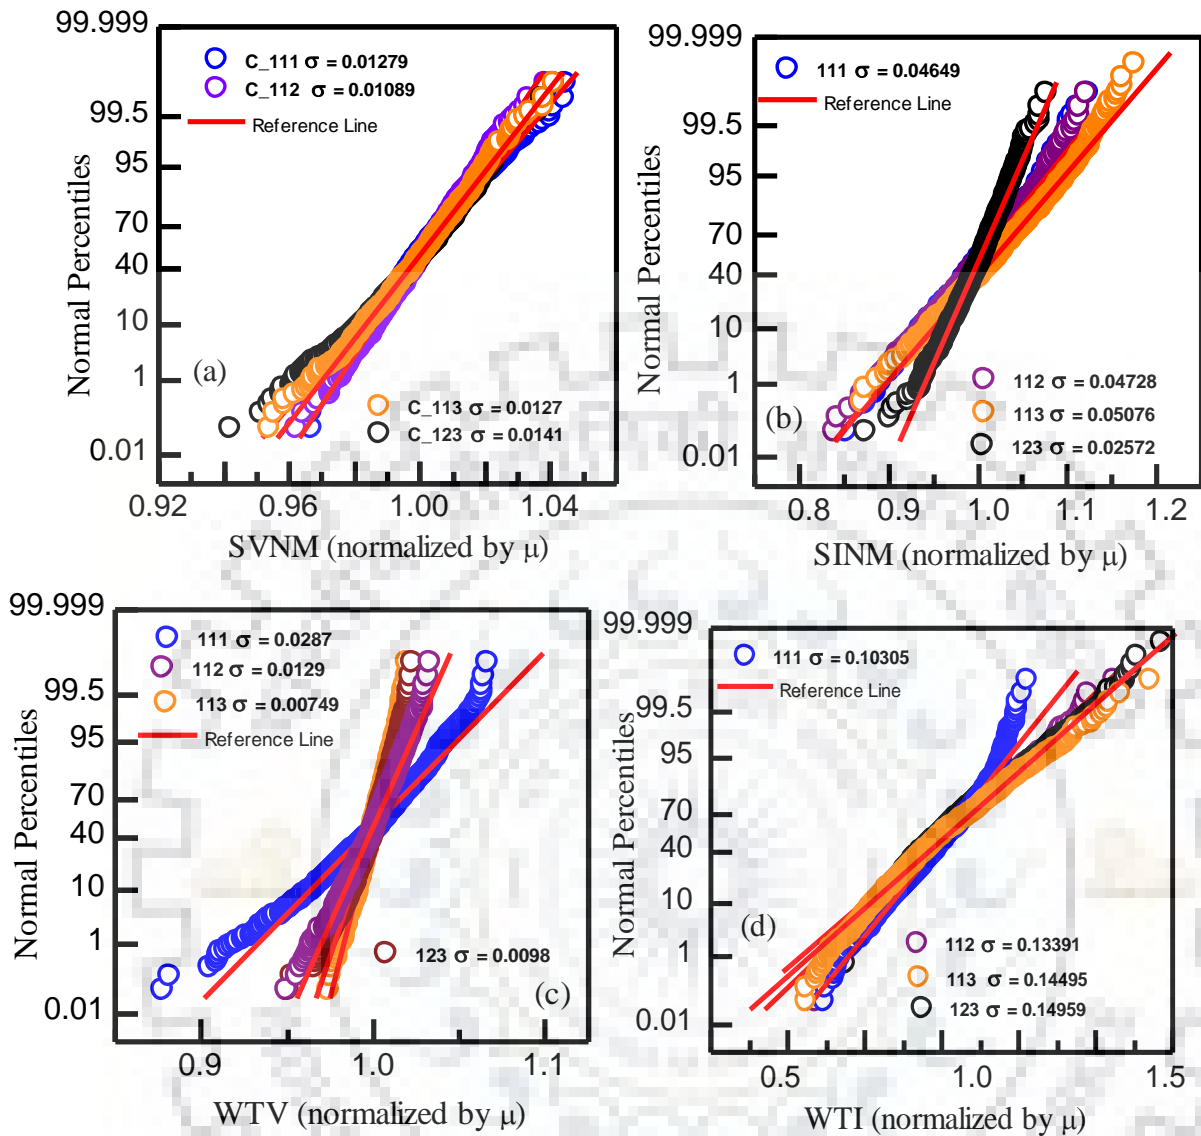 99.999
C_111 σ = 0.01279
C_112 σ = 0.01089
Reference Line
99.5
95
70
40
10
1
0.01
Normal Percentiles
(a)
C_113 σ = 0.0127
C_123 σ = 0.0141
0.92 0.96 1.00 1.04
SVNM (normalized by μ)
99.999
111 σ = 0.04649
Reference Line
99.5
95
70
40
10
1
0.01
Normal Percentiles
(b)
112 σ = 0.04728
113 σ = 0.05076
123 σ = 0.02572
0.8 0.9 1.0 1.1 1.2
SINM (normalized by μ)
99.999
111 σ = 0.0287
112 σ = 0.0129
113 σ = 0.00749
Reference Line
99.5
95
70
40
10
1
0.01
Normal Percentiles
123 σ = 0.0098
(c)
0.9 1.0 1.1
WTV (normalized by μ)
99.999
111 σ = 0.10305
Reference Line
99.5
95
70
40
10
1
0.01
Normal Percentiles
(d)
112 σ = 0.13391
113 σ = 0.14495
123 σ = 0.14959
0.5 1.0 1.5
WTI (normalized by μ)